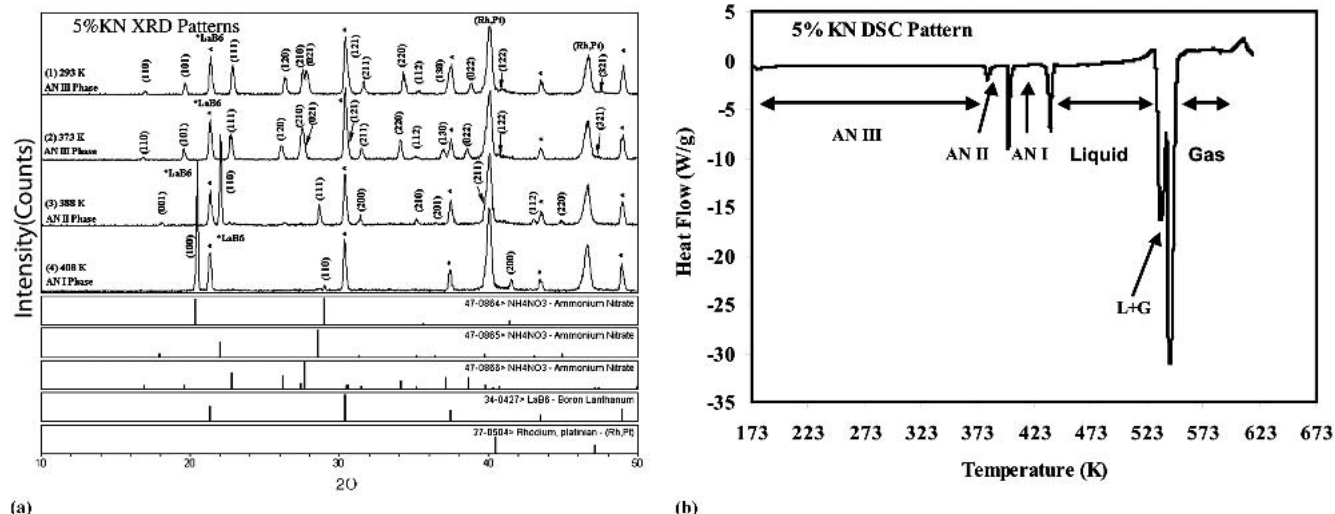 5%KN XRD Patterns
*LaB6
(Rh,Pt)
(Rh,Pt)
(1) 293 K
AN III Phase
(110)
(101)
*
(111)
(120)
(210)
(021)
(121)
(211)
(220)
(112)
(130)
*
(022)
(122)
*
(321)
*
*LaB6
(2) 373 K
AN III Phase
(110)
(101)
*
(111)
(120)
(210)
(021)
*
(121)
(211)
(220)
(112)
(130)
*
(022)
(122)
*
(321)
*
*LaB6
(3) 388 K
AN II Phase
(001)
*
(110)
(111)
*
(200)
(210)
(201)
*
(211)
(112)
*
(220)
*
*LaB6
(4) 408 K
AN I Phase
(100)
*
(110)
*
*
(200)
*
*
Intensity(Counts)
47-0864> NH4NO3 - Ammonium Nitrate
47-0865> NH4NO3 - Ammonium Nitrate
47-0866> NH4NO3 - Ammonium Nitrate
34-0427> LaB6 - Boron Lanthanum
27-0504> Rhodium, platinian - (Rh,Pt)
10 20 30 40 50
2Θ
(a)
5% KN DSC Pattern
5
0
-5
-10
-15
-20
-25
-30
-35
Heat Flow (W/g)
AN III
AN II
AN I
Liquid
Gas
L+G
173 223 273 323 373 423 473 523 573 623 673
Temperature (K)
(b)